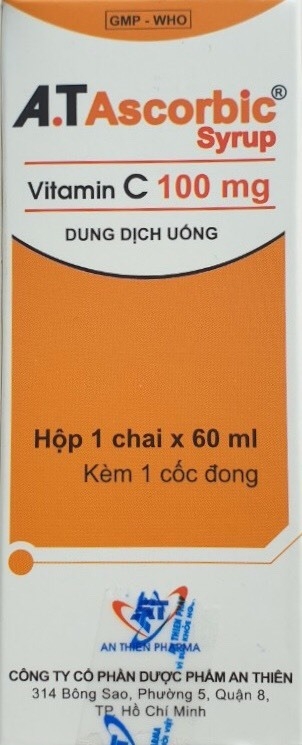 GMP - WHO
A.T Ascorbic®
Syrup
Vitamin C 100 mg
DUNG DỊCH UỐNG
Hộp 1 chai x 60 ml
Kèm 1 cốc đong
AT
AN THIEN PHARMA
CÔNG TY CỔ PHẦN DƯỢC PHẨM AN THIÊN
314 Bông Sao, Phường 5, Quận 8,
TP. Hồ Chí Minh